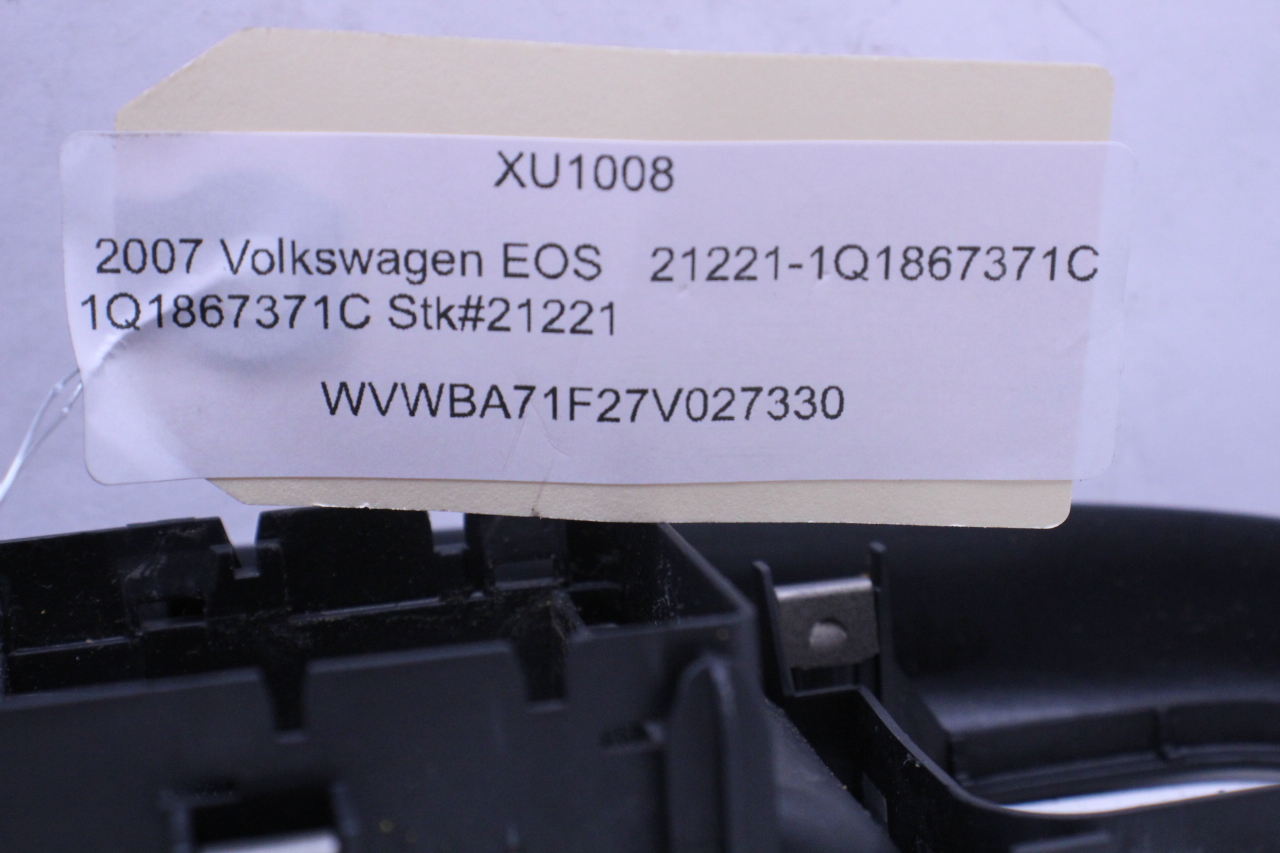 XU1008
2007 Volkswagen EOS 21221-1Q1867371C
1Q1867371C Stk#21221
WVWBA71F27V027330